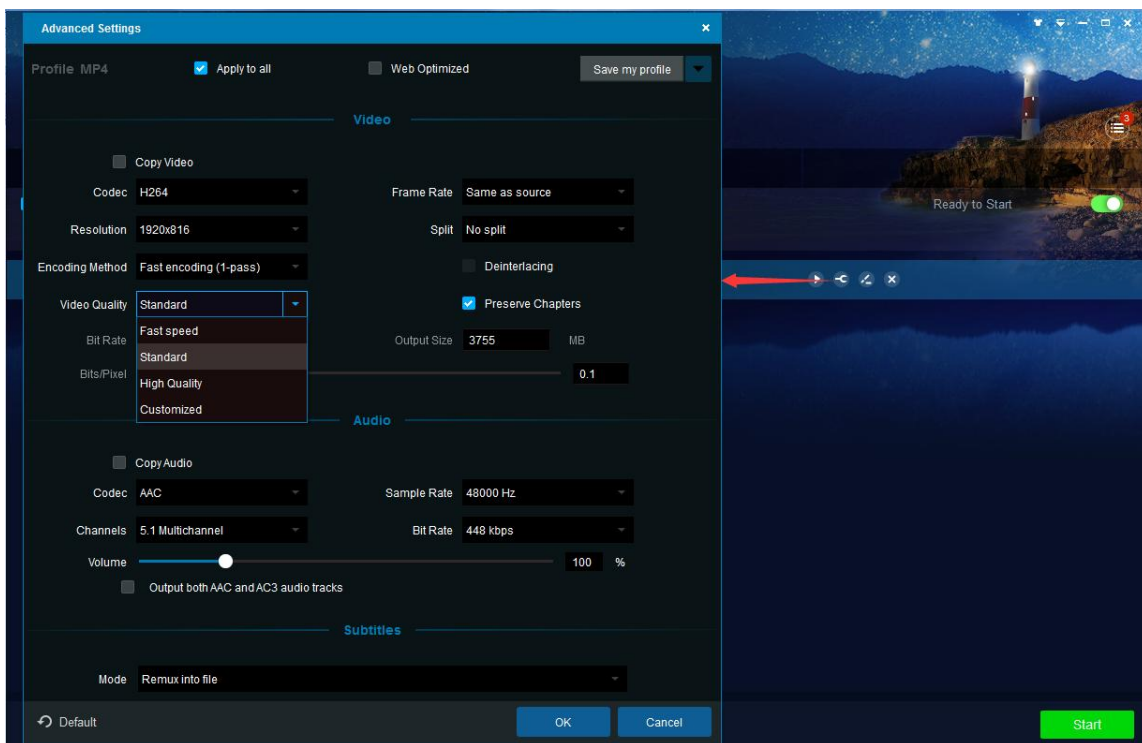 Advanced Settings
Profile MP4 Apply to all Web Optimized Save my profile
3
Video
Copy Video
Codec H264 Frame Rate Same as source
Ready to Start
Resolution 1920x816 Split No split
Encoding Method Fast encoding (1-pass) Deinterlacing
Video Quality Standard Preserve Chapters
Fast speed
Bit Rate Output Size 3755 MB
Standard
Bits/Pixel 0.1
High Quality
Customized
Audio
Copy Audio
Codec AAC Sample Rate 48000 Hz
Channels 5.1 Multichannel Bit Rate 448 kbps
Volume 100 %
Output both AAC and AC3 audio tracks
Subtitles
Mode Remux into file
Default OK Cancel
Start